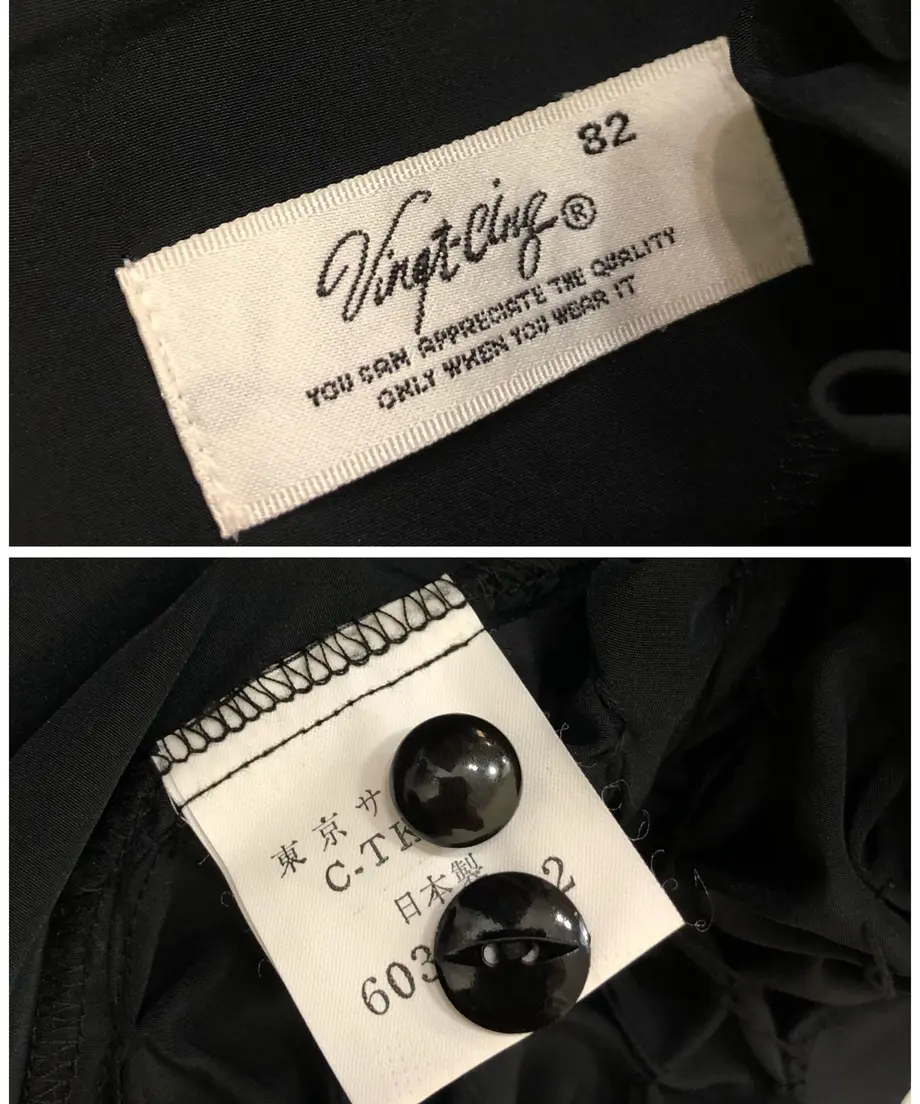 82
Vingt-cinq®
YOU CAN APPRECIATE THE QUALITY
ONLY WHEN YOU WEAR IT
東京サ
C-TK
日本製
2
603